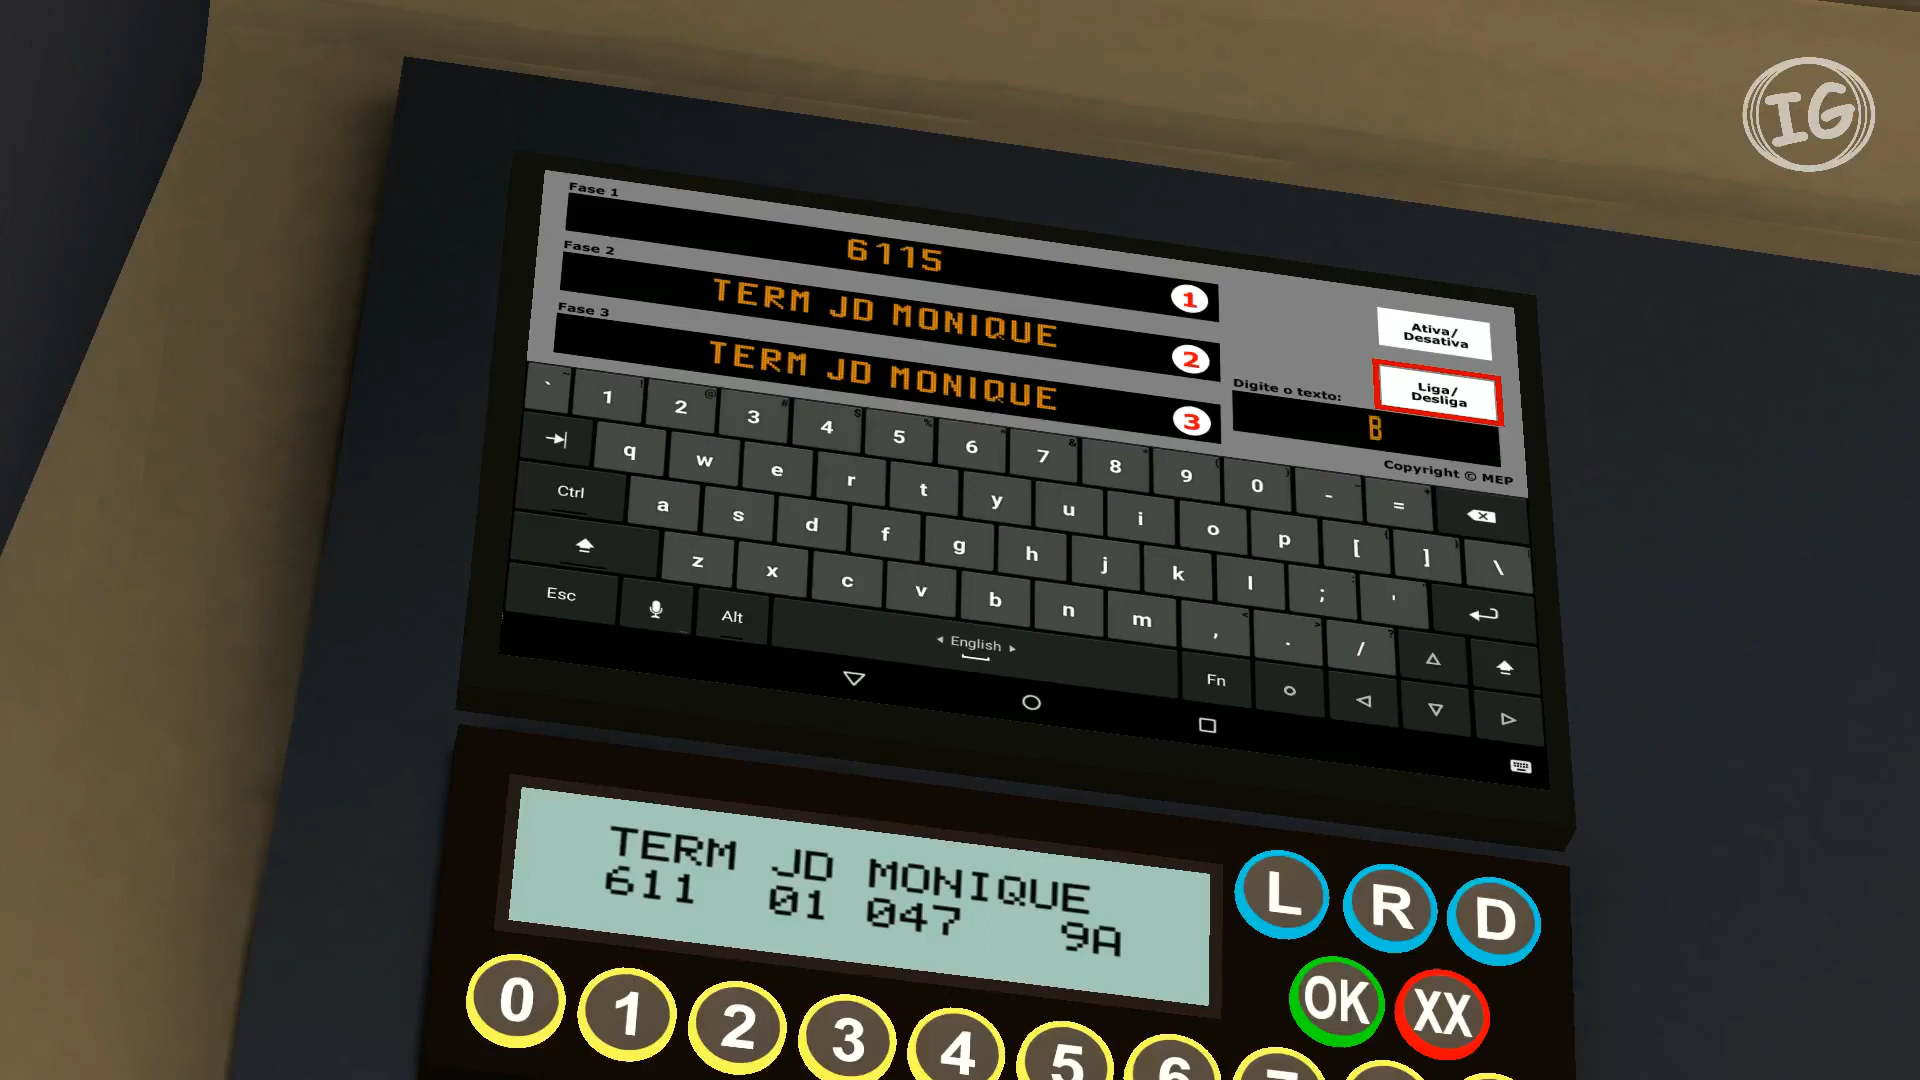 IG
Fase 1
6115
1
Fase 2
TERM JD MONIQUE
2
Fase 3
TERM JD MONIQUE
3
Ativa/
Desativa
Liga/
Desliga
Digite o texto:
B
Copyright © MEP
` 1 2 3 4 5 6 7 8 9 0 - =
q w e r t y u i o p [ ] \
Ctrl a s d f g h j k l ; '
z x c v b n m , . /
Esc Alt ◂ English ▸ Fn
TERM JD MONIQUE
611 01 047 9A
L R D
OK XX
0 1 2 3 4 5 6 7